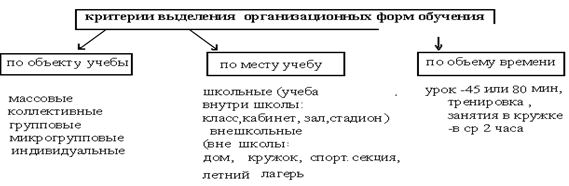 критерии выделения организационных форм обучения
по объекту учебы
по месту учебу
по объему времени
массовые
коллективные
групповые
микрогрупповые
индивидуальные
школьные (учеба .
внутри школы:
класс,кабинет, зал,стадион)
внешкольные
(вне школы:
дом, кружок, спорт. секция,
летний лагерь
урок -45 или 80 мин,
тренировка ,
занятия в кружке
-в ср 2 часа